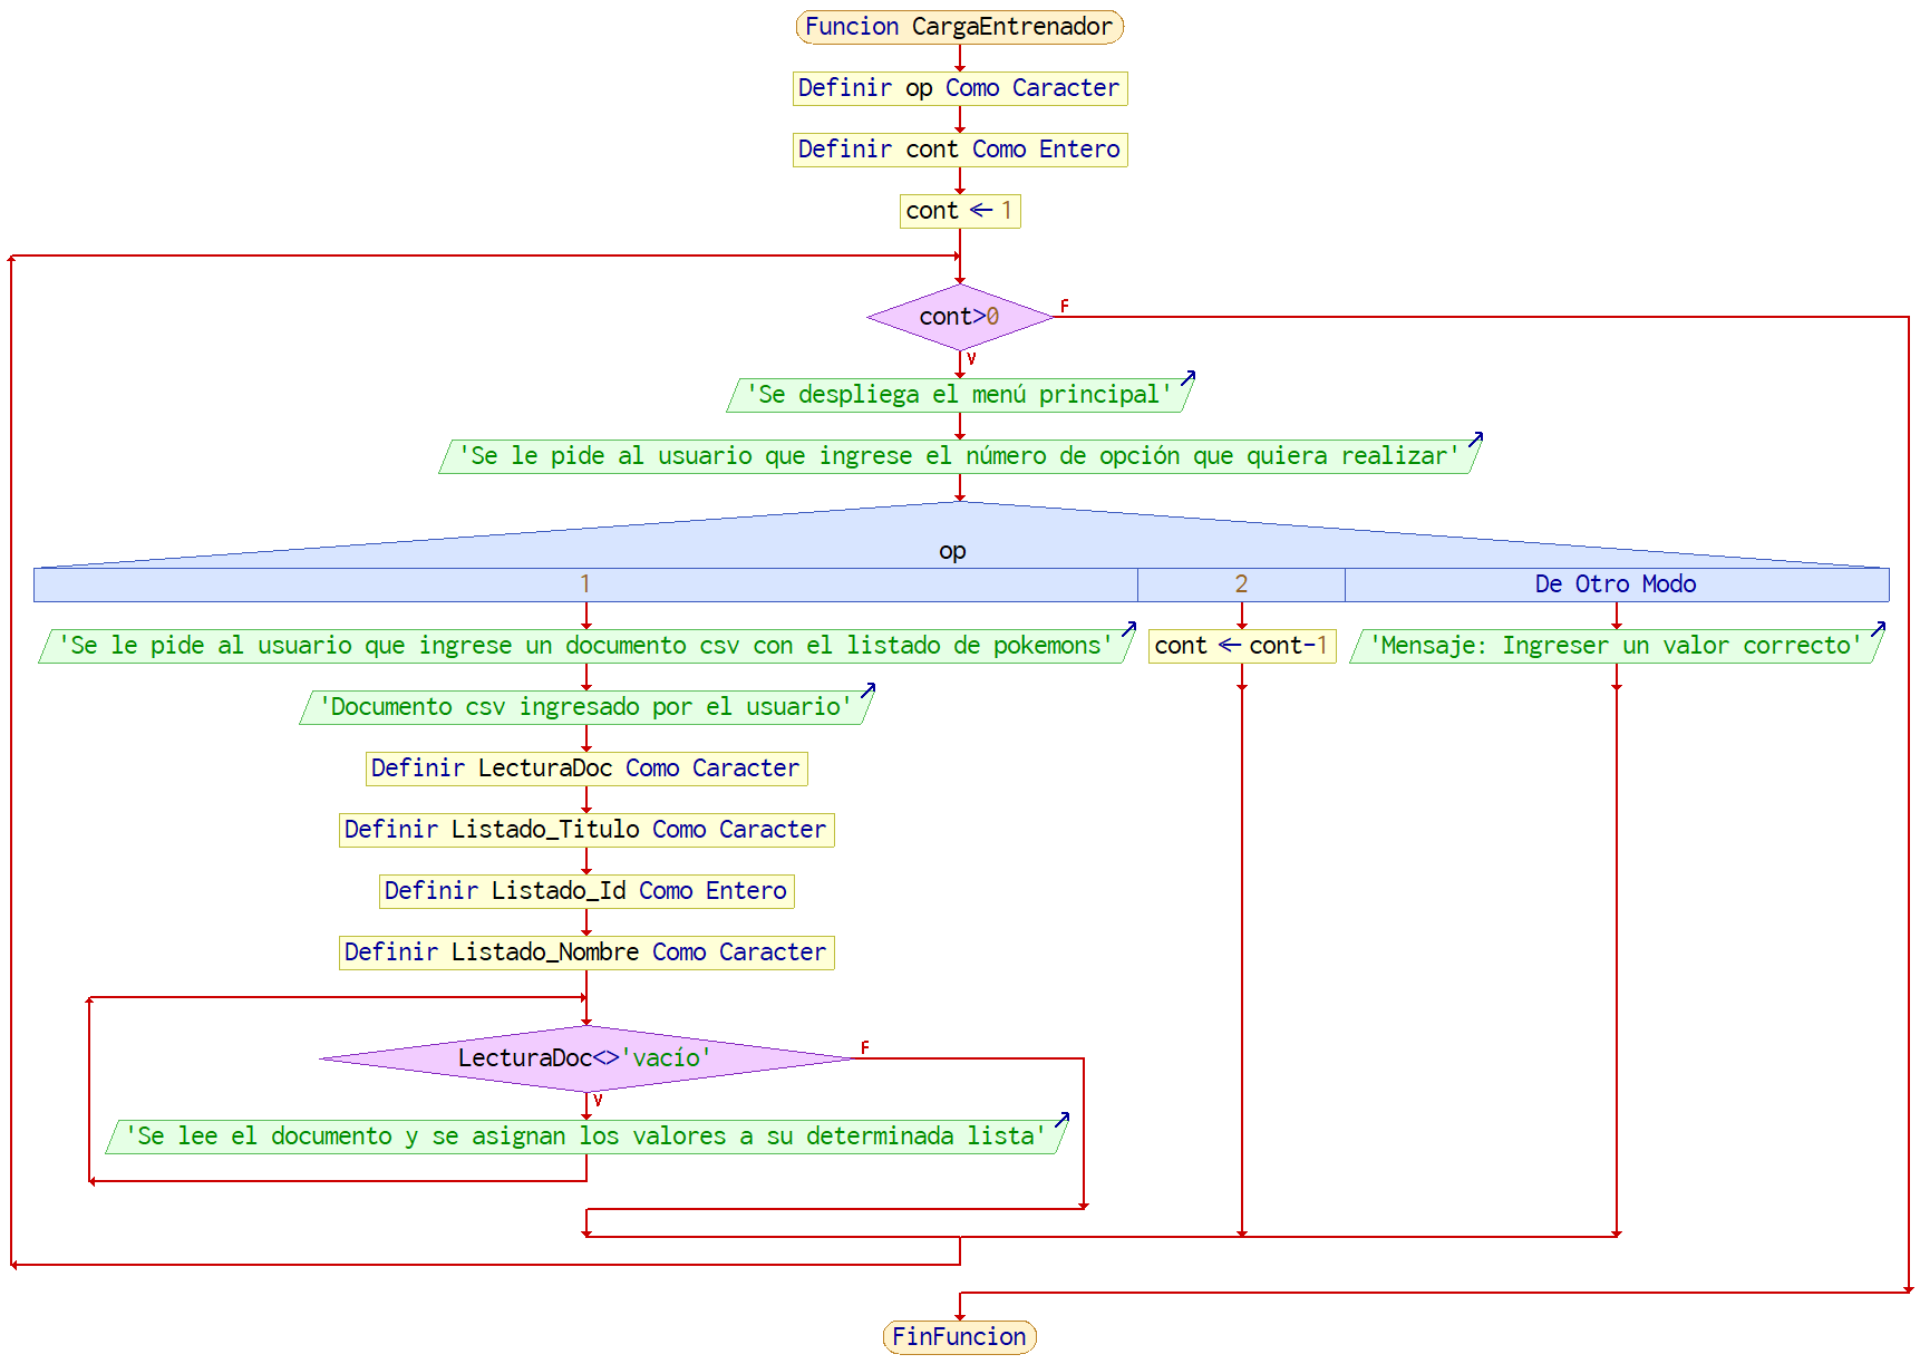 Funcion CargaEntrenador
Definir op Como Caracter
Definir cont Como Entero
cont ← 1
cont>0
F
V
'Se despliega el menú principal'
'Se le pide al usuario que ingrese el número de opción que quiera realizar'
op
1
2
De Otro Modo
'Se le pide al usuario que ingrese un documento csv con el listado de pokemons'
cont ← cont-1
'Mensaje: Ingreser un valor correcto'
'Documento csv ingresado por el usuario'
Definir LecturaDoc Como Caracter
Definir Listado_Titulo Como Caracter
Definir Listado_Id Como Entero
Definir Listado_Nombre Como Caracter
LecturaDoc<>'vacío'
F
V
'Se lee el documento y se asignan los valores a su determinada lista'
FinFuncion